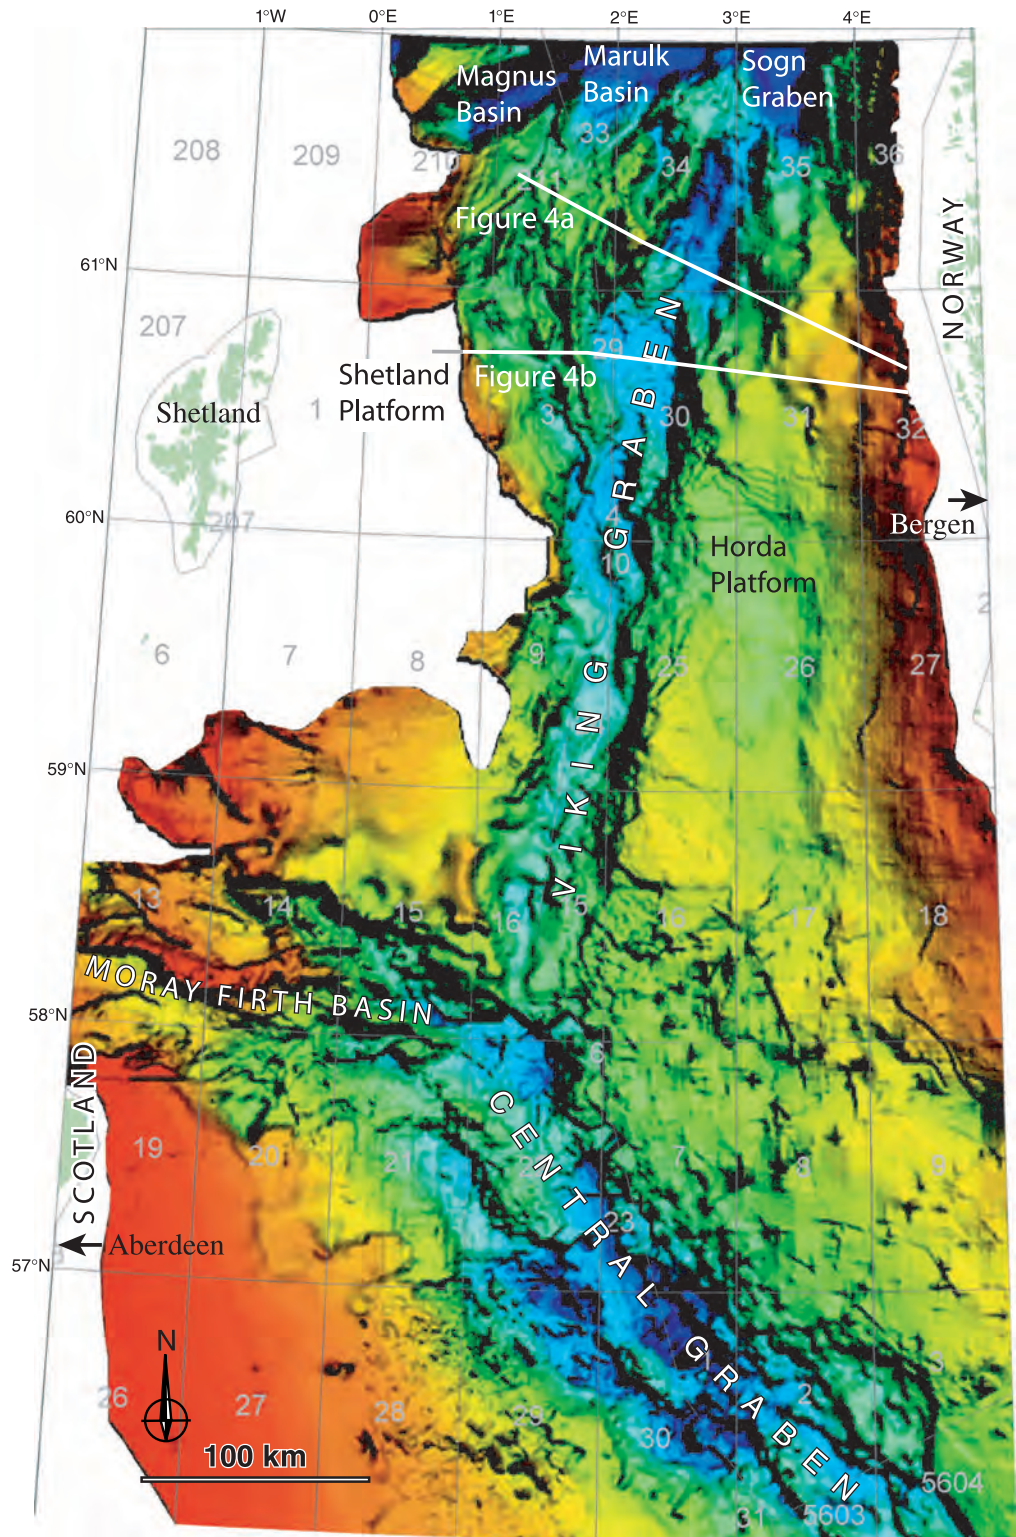 1°W 0°E 1°E 2°E 3°E 4°E
Magnus
Basin
Marulk
Basin
Sogn
Graben
208 209 210 211 33 34 35 36
Figure 4a
61°N
207
NORWAY
29
Shetland
Platform
Figure 4b
Shetland
1 3 30 31 32
207
60°N
4
10
Bergen
Horda
Platform
6 7 8 9 25 26 27
VIKING GRABEN
59°N
13 14 15 16 15 16 17 18
MORAY FIRTH BASIN
58°N
6
SCOTLAND
19 20 21 22 7 8 9
CENTRAL GRABEN
23
Aberdeen
57°N
N
1 2 3
26 27 28 29 30
100 km
31 5603 5604